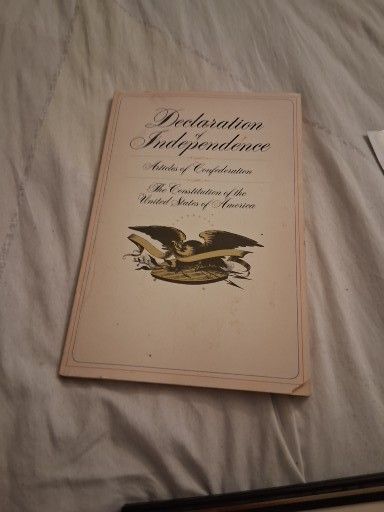 Declaration
of
Independence
Articles of Confederation
The Constitution of the
United States of America